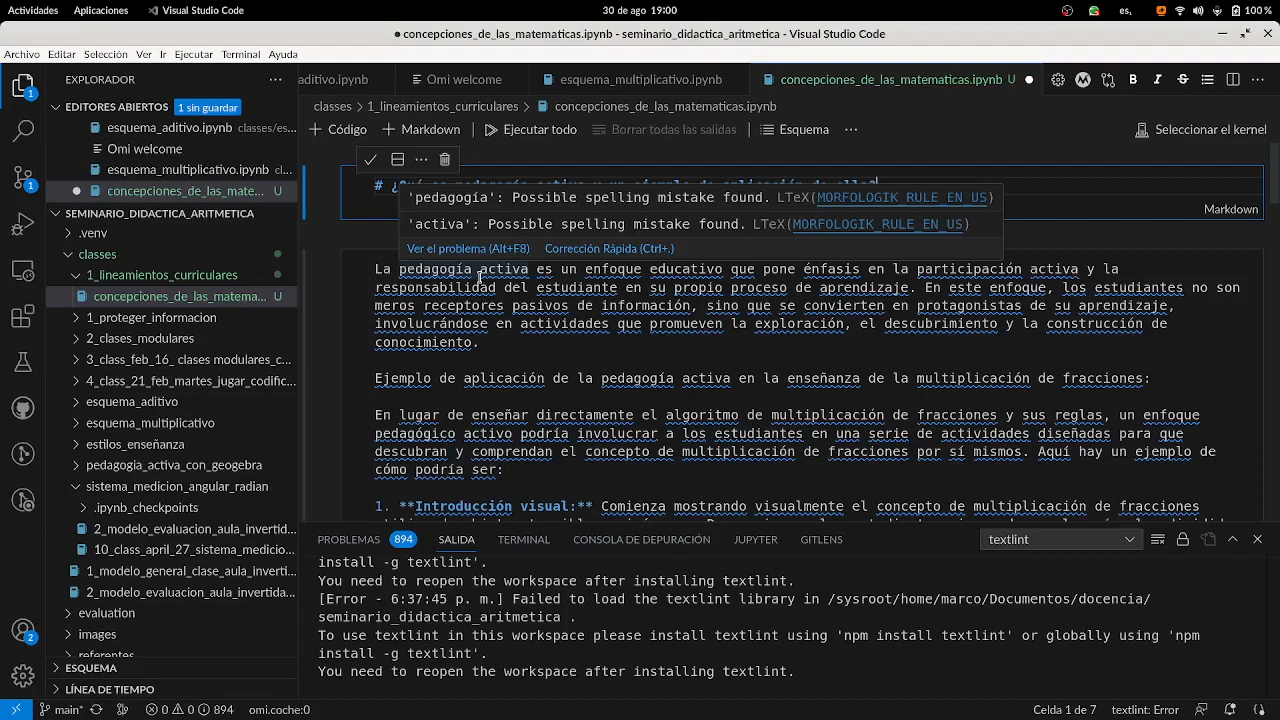 Actividades Aplicaciones Visual Studio Code 30 de ago 19:00 es, 100 %
concepciones_de_las_matematicas.ipynb - seminario_didactica_aritmetica - Visual Studio Code
Archivo Editar Selección Ver Ir Ejecutar Terminal Ayuda
EXPLORADOR
aditivo.ipynb Omi welcome esquema_multiplicativo.ipynb concepciones_de_las_matematicas.ipynb U
EDITORES ABIERTOS 1 sin guardar
classes > 1_lineamientos_curriculares > concepciones_de_las_matematicas.ipynb
esquema_aditivo.ipynb classes/es...
Código Markdown Ejecutar todo Borrar todas las salidas Esquema ... Seleccionar el kernel
Omi welcome
esquema_multiplicativo.ipynb cl...
concepciones_de_las_mate... U
# ¿Qué es pedagogía activa y un ejemplo de aplicación de ella?
'pedagogía': Possible spelling mistake found. LTeX(MORFOLOGIK_RULE_EN_US)
'activa': Possible spelling mistake found. LTeX(MORFOLOGIK_RULE_EN_US)
Ver el problema (Alt+F8) Corrección Rápida (Ctrl+.)
Markdown
SEMINARIO_DIDACTICA_ARITMETICA
.venv
classes
1_lineamientos_curriculares
concepciones_de_las_matema... U
1_proteger_informacion
2_class_modulares
3_class_feb_16_ clases modulares_c...
4_class_21_feb_martes_jugar_codific...
esquema_aditivo
esquema_multiplicativo
estilos_enseñanza
pedagogia_activa_con_geogebra
sistema_medicion_angular_radian
.ipynb_checkpoints
2_modelo_evaluacion_aula_invertid...
10_class_april_27_sistema_medicio...
1_modelo_general_clase_aula_inverti...
2_modelo_evaluacion_aula_invertida...
evaluation
images
referentes
ESQUEMA
LÍNEA DE TIEMPO
La pedagogía activa es un enfoque educativo que pone énfasis en la participación activa y la
responsabilidad del estudiante en su propio proceso de aprendizaje. En este enfoque, los estudiantes no son
meros receptores pasivos de información, sino que se convierten en protagonistas de su aprendizaje,
involucrándose en actividades que promueven la exploración, el descubrimiento y la construcción de
conocimiento.
Ejemplo de aplicación de la pedagogía activa en la enseñanza de la multiplicación de fracciones:
En lugar de enseñar directamente el algoritmo de multiplicación de fracciones y sus reglas, un enfoque
pedagógico activo podría involucrar a los estudiantes en una serie de actividades diseñadas para que
descubran y comprendan el concepto de multiplicación de fracciones por sí mismos. Aquí hay un ejemplo de
cómo podría ser:
1. **Introducción visual:** Comienza mostrando visualmente el concepto de multiplicación de fracciones
PROBLEMAS 894 SALIDA TERMINAL CONSOLA DE DEPURACIÓN JUPYTER GITLENS textlint
install -g textlint'.
You need to reopen the workspace after installing textlint.
[Error - 6:37:45 p. m.] Failed to load the textlint library in /sysroot/home/marco/Documentos/docencia/
seminario_didactica_aritmetica .
To use textlint in this workspace please install textlint using 'npm install textlint' or globally using 'npm
install -g textlint'.
You need to reopen the workspace after installing textlint.
main* 0 0 894 omi.coche:0 Celda 1 de 7 textlint: Error